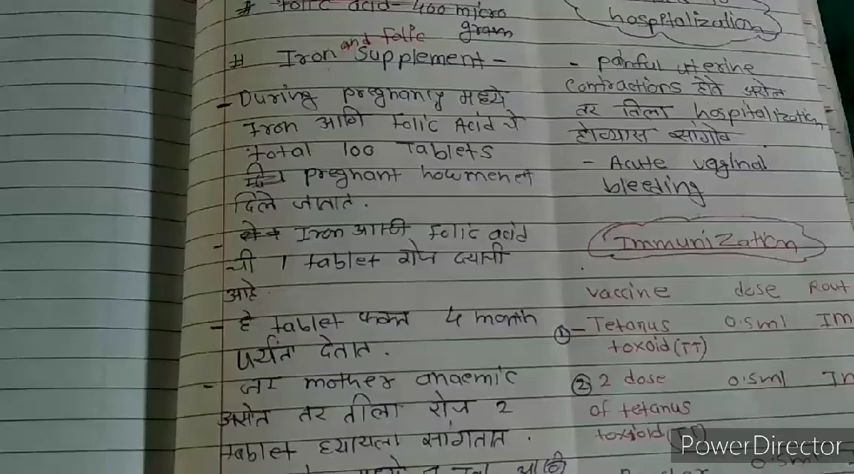 # folic acid - 400 micro
gram
and folic
# Iron Supplement -
- During pregnancy मध्ये
Iron आणि Folic Acid चे
total 100 Tablets
pregnant howmenet
दिले जातात.
- Iron आणि Folic acid
ची 1 tablet रोज घ्यावी
आहे.
- हे tablet फक्त 4 month
पर्यंत देतात.
- जर mother anaemic
असेल तर तीला रोज 2
tablet घ्यायला सांगतात.
hospitalization
- painful uterine
contractions होत असेल
तर तिला hospitalization
होण्यास सांगावे
- Acute vaginal
bleeding
Immunization
vaccine dose Rout
① - Tetanus 0.5ml IM
toxoid (TT)
② 2 dose 0.5ml
of tetanus
toxoid (TT)
0.5ml
PowerDirector